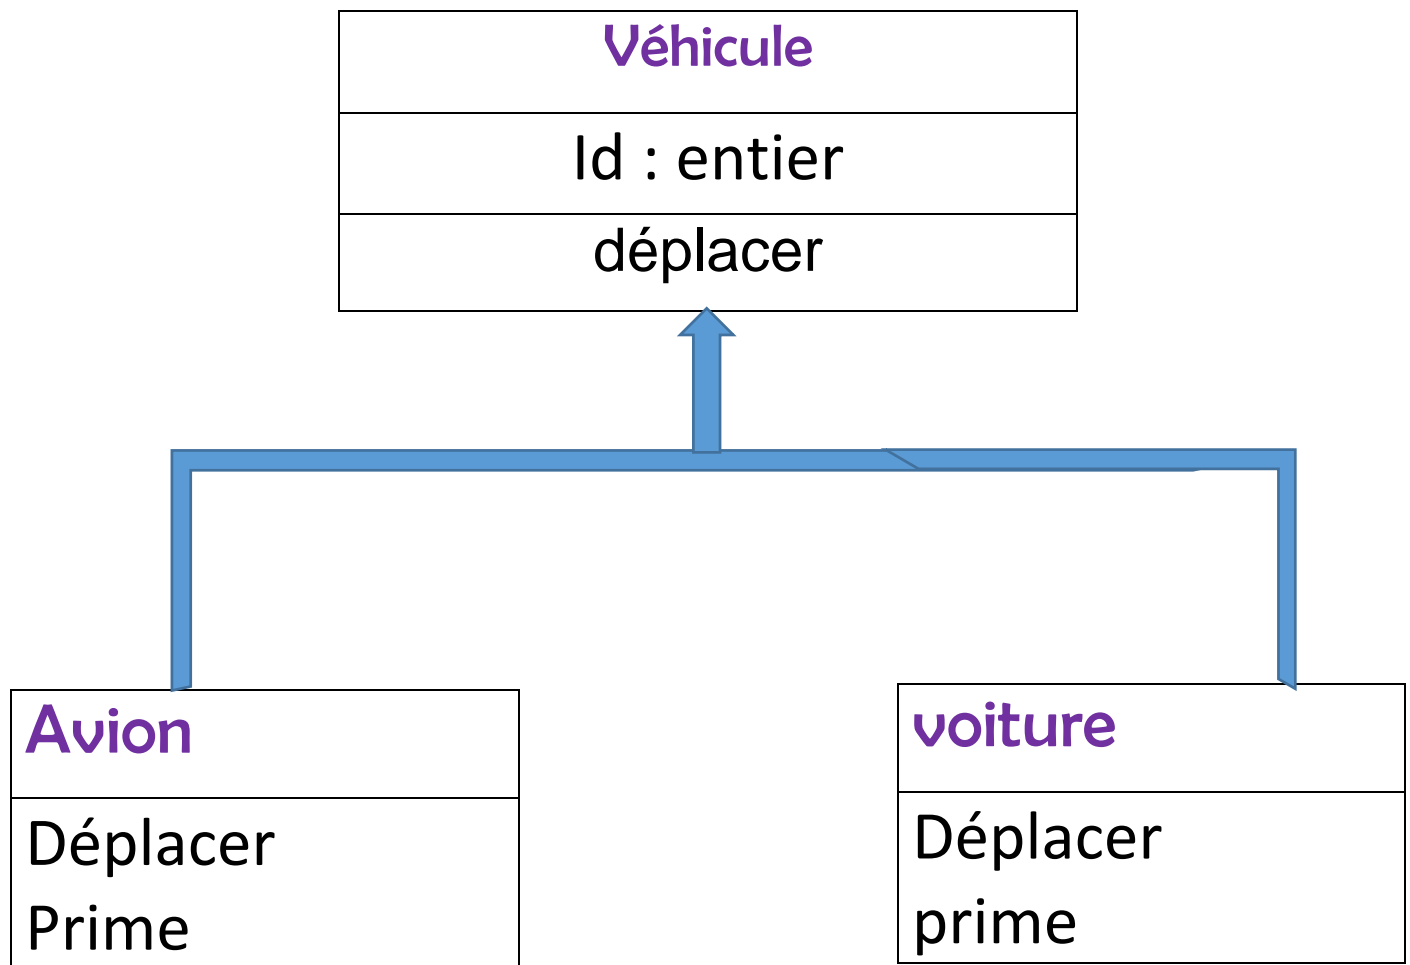 Véhicule
Id : entier
déplacer
Avion
Déplacer
Prime
voiture
Déplacer
prime